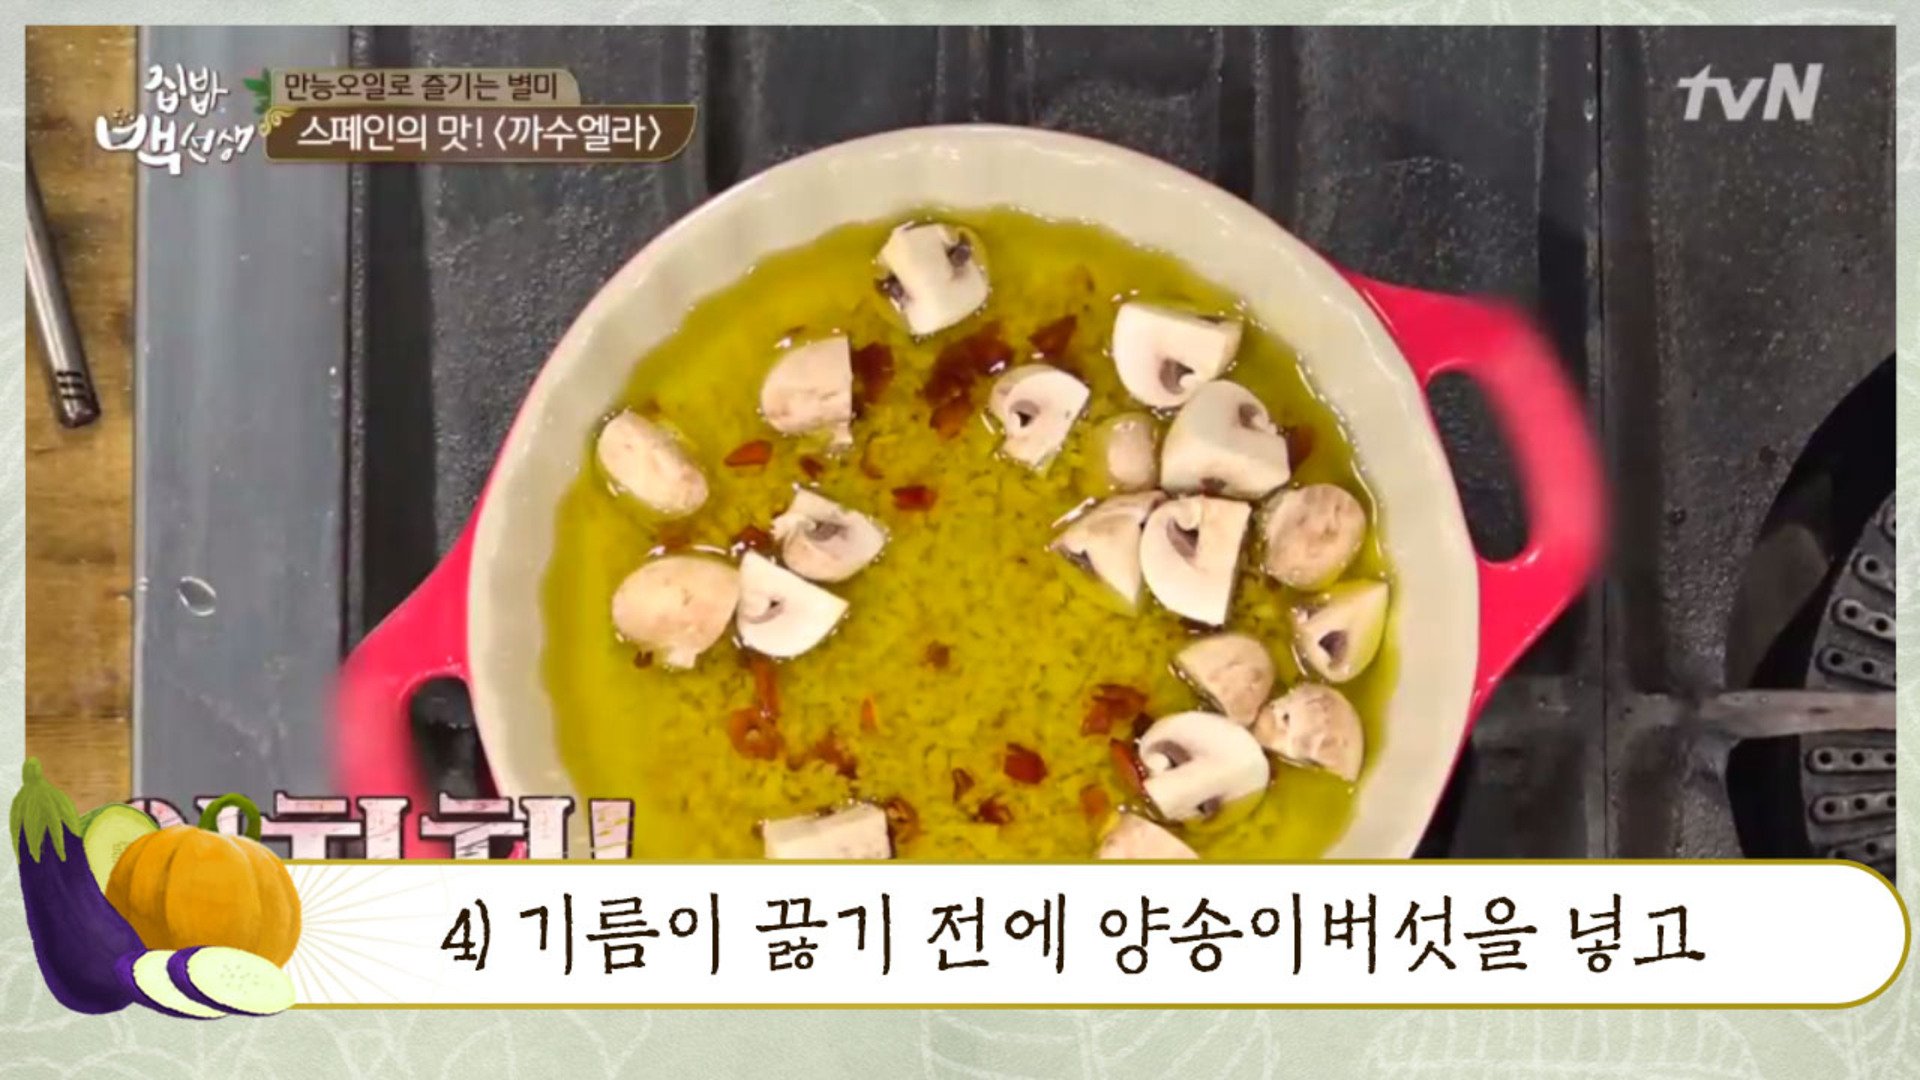 집밥
백선생
만능오일로 즐기는 별미
스페인의 맛! <까수엘라>
tvN
4) 기름이 끓기 전에 양송이버섯을 넣고